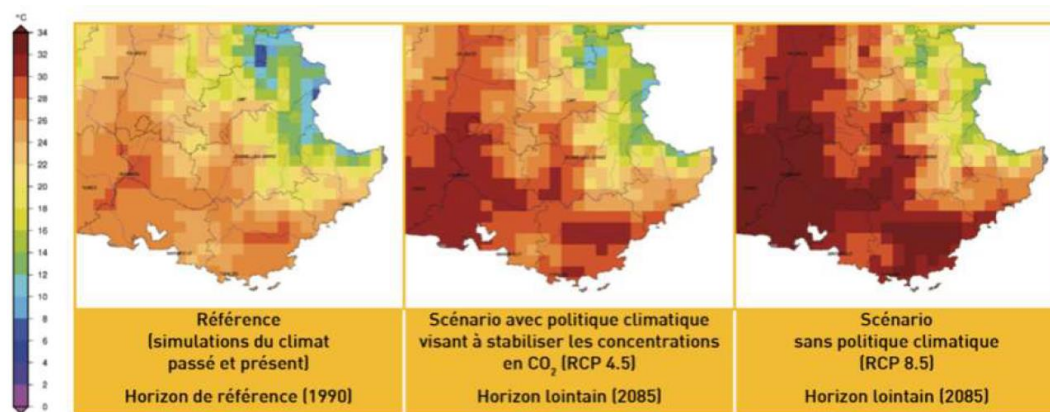 °C
34
32
30
28
26
24
22
20
18
16
14
12
10
8
6
4
2
0
Référence
(simulations du climat
passé et présent)
Horizon de référence (1990)
Scénario avec politique climatique
visant à stabiliser les concentrations
en CO₂ (RCP 4.5)
Horizon lointain (2085)
Scénario
sans politique climatique
(RCP 8.5)
Horizon lointain (2085)